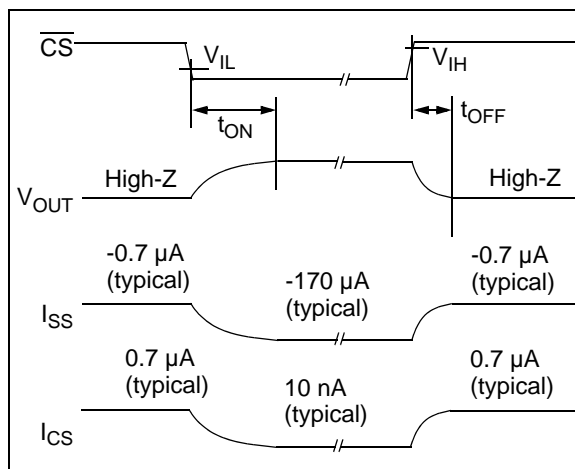 CS
V_IL
V_IH
t_ON
t_OFF
High-Z
High-Z
V_OUT
-0.7 µA
(typical)
-170 µA
(typical)
-0.7 µA
(typical)
I_SS
0.7 µA
(typical)
10 nA
(typical)
0.7 µA
(typical)
I_CS